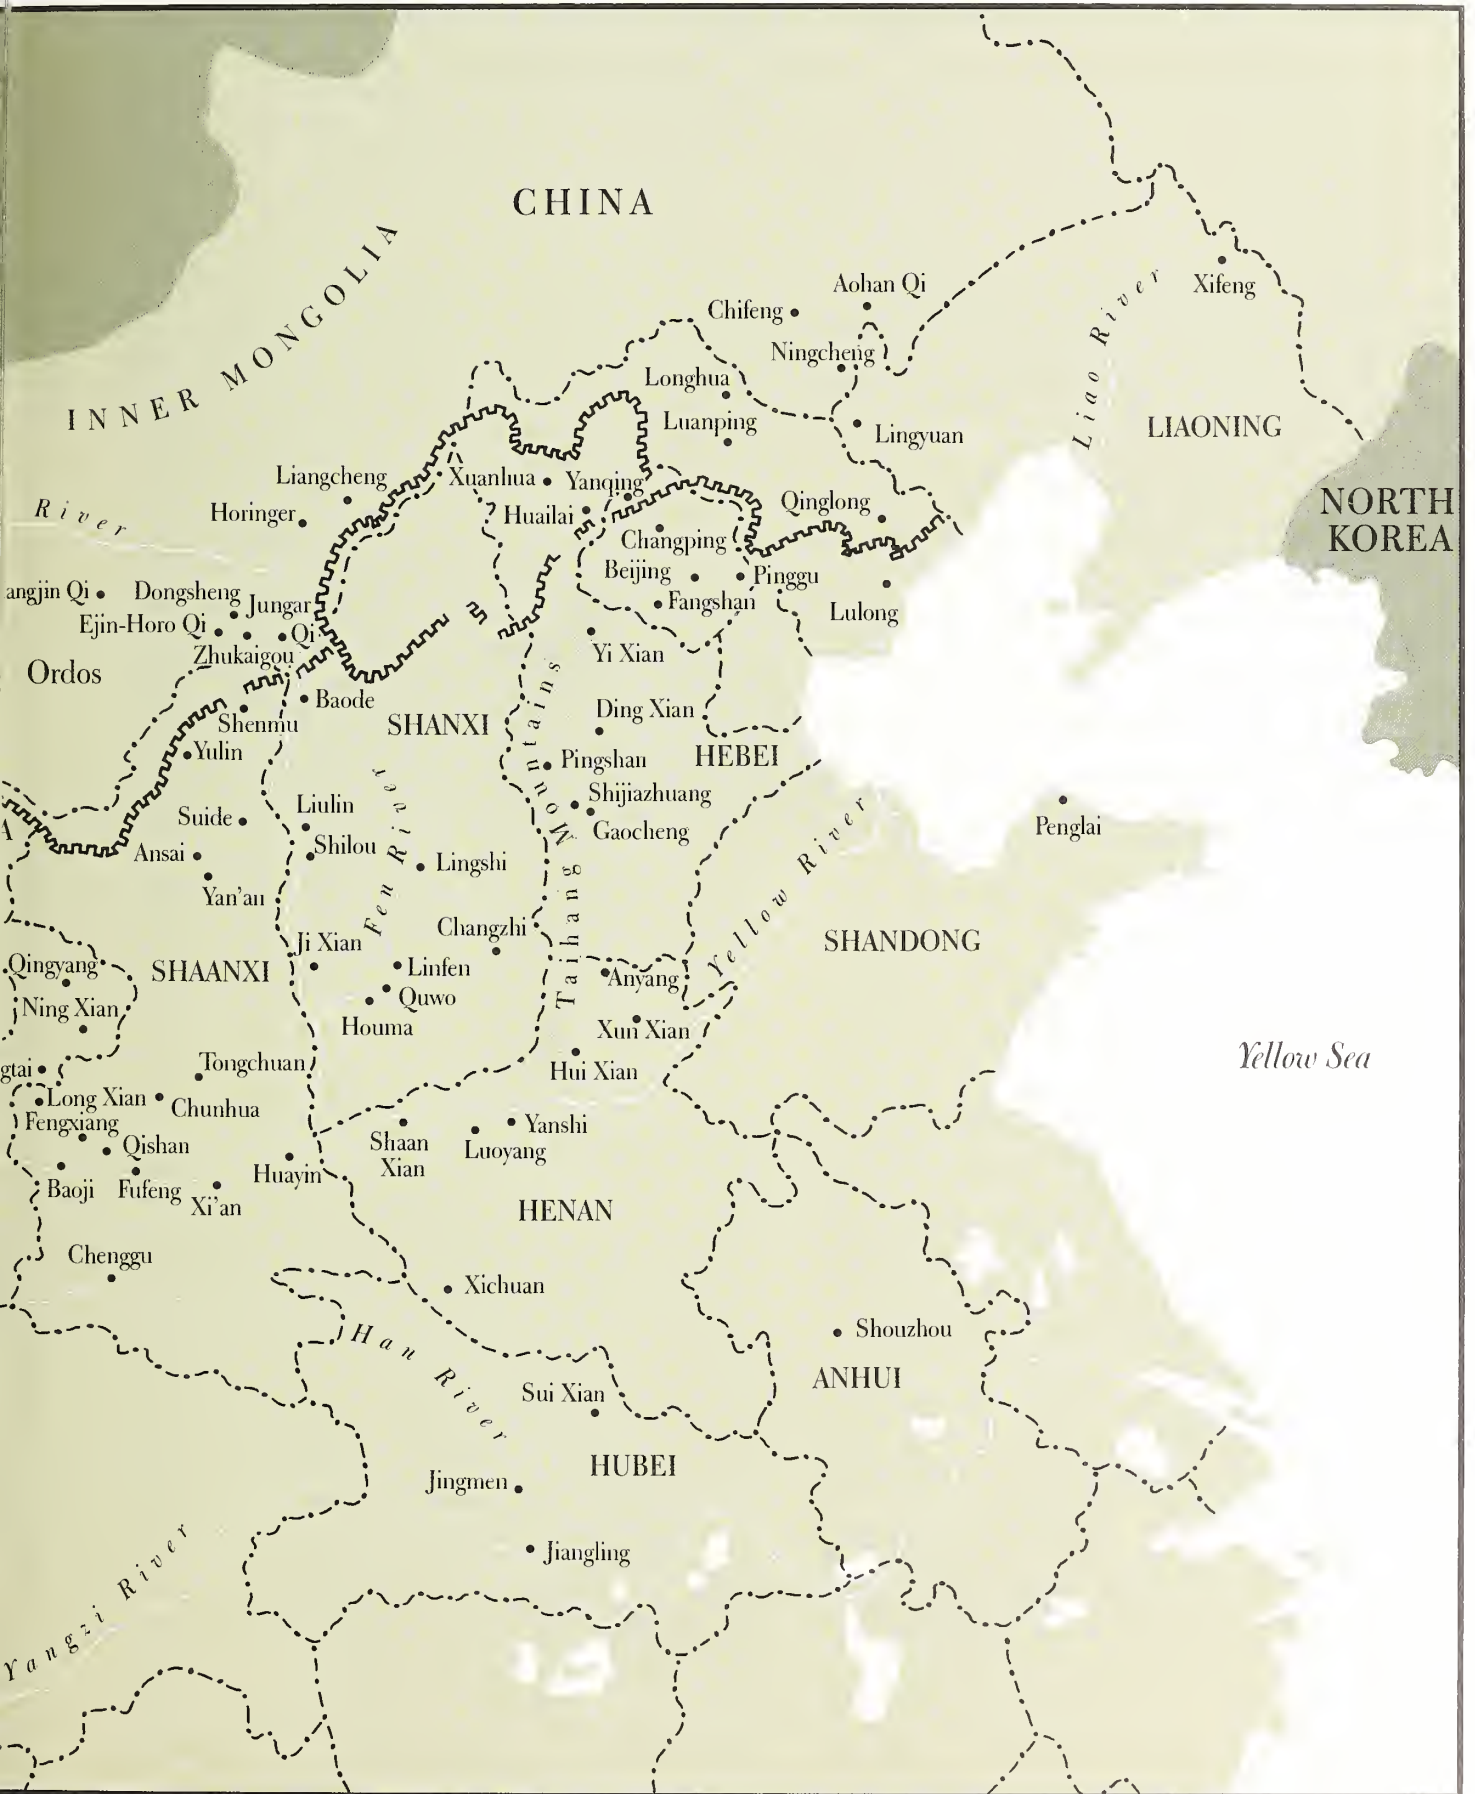 CHINA
INNER MONGOLIA
Aohan Qi
Xifeng
Chifeng
Ningcheng
Liao River
Longhua
Luanping
Lingyuan
LIAONING
Liangcheng
Xuanhua
Yanqing
Qinglong
NORTH
KOREA
River
Horinger
Huailai
Changping
Beijing
Pinggu
angjin Qi
Dongsheng
Jungar
Qi
Fangshan
Lulong
Ejin-Horo Qi
Zhukaigou
Yi Xian
Ordos
Baode
Shenmu
SHANXI
Ding Xian
Yulin
Pingshan
HEBEI
Taihang Mountains
Shijiazhuang
Gaocheng
Suide
Liulin
Shilou
Fen River
Ansai
Lingshi
Yan'an
Penglai
Yellow River
A
Changzhi
Ji Xian
Linfen
SHANDONG
Qingyang
SHAANXI
Anyang
Quwo
Ning Xian
Houma
Xun Xian
Hui Xian
Yellow Sea
gtai
Tongchuan
Long Xian
Chunhua
Fengxiang
Qishan
Shaan
Xian
Luoyang
Yanshi
Baoji
Fufeng
Huayin
Xi'an
HENAN
Chenggu
Xichuan
Han River
Shouzhou
ANHUI
Sui Xian
HUBEI
Jingmen
Jiangling
Yangzi River